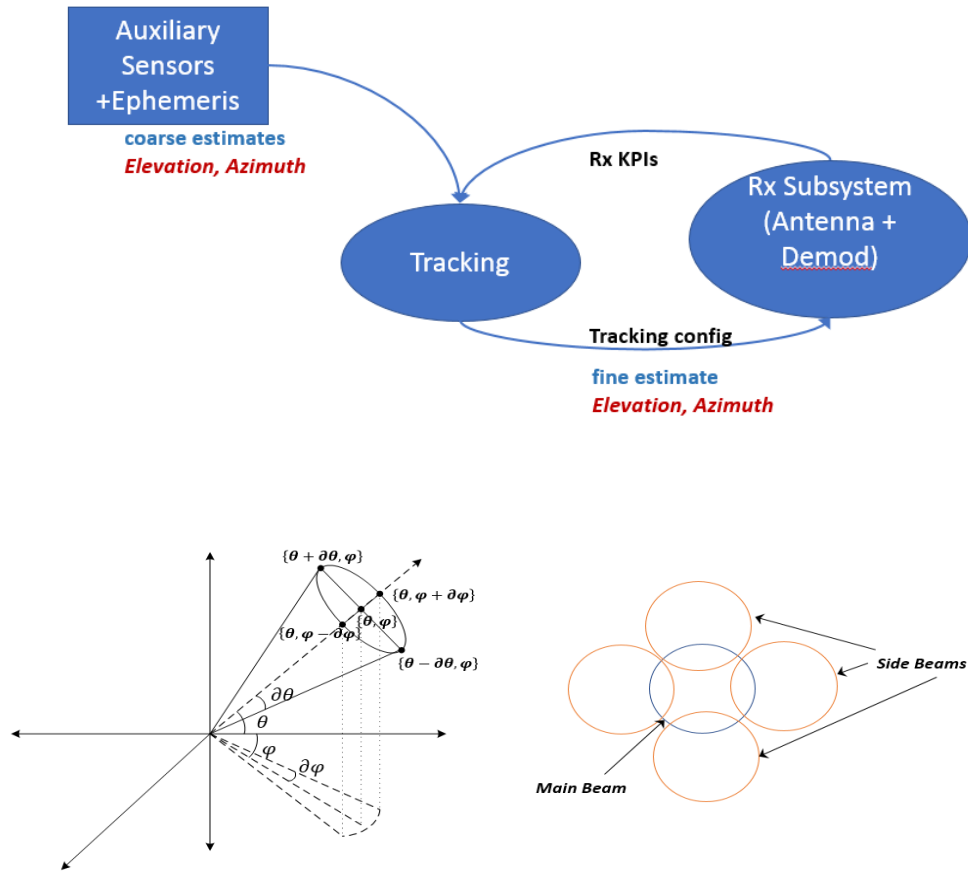 Auxiliary
Sensors
+Ephemeris
coarse estimates
Elevation, Azimuth
Rx KPIs
Rx Subsystem
(Antenna +
Demod)
Tracking
Tracking config
fine estimate
Elevation, Azimuth
{θ + ∂θ, φ}
{θ, φ + ∂φ}
{θ, φ}
{θ, φ − ∂φ}
{θ − ∂θ, φ}
∂θ
θ
φ
∂φ
Side Beams
Main Beam